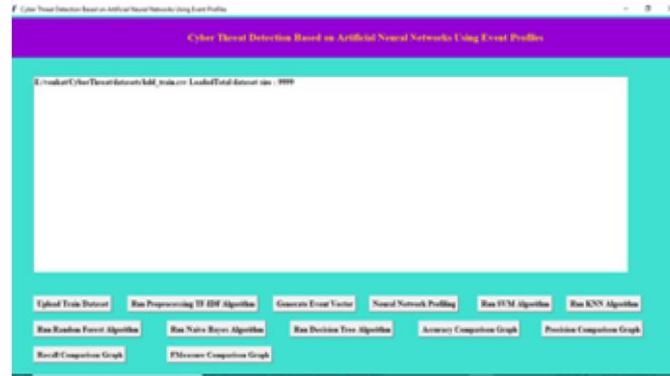 Cyber Threat Detection Based on Artificial Neural Networks Using Event Profiles
Cyber Threat Detection Based on Artificial Neural Networks Using Event Profiles
E:/venkat/CyberThreat/datasets/kdd_train.csv LoadedTotal dataset size : 9999
Upload Train Dataset Run Preprocessing TF-IDF Algorithm Generate Event Vector Neural Network Profiling Run SVM Algorithm Run KNN Algorithm
Run Random Forest Algorithm Run Naive Bayes Algorithm Run Decision Tree Algorithm Accuracy Comparison Graph Precision Comparison Graph
Recall Comparison Graph FMeasure Comparison Graph